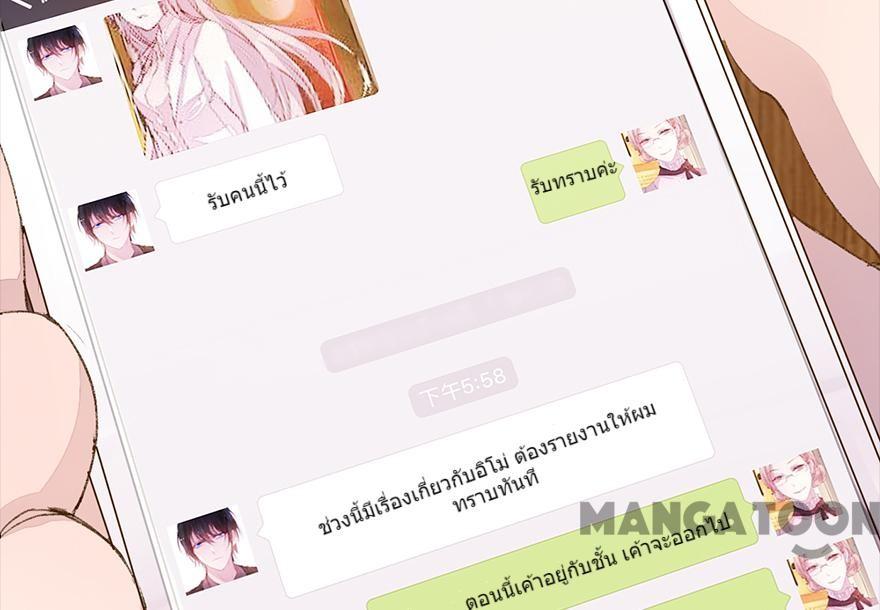 รับคนนี้ไว้
รับทราบค่ะ
下午5:58
ช่วงนี้มีเรื่องเกี่ยวกับอิโม่ ต้องรายงานให้ผม
ทราบทันที
ตอนนี้เค้าอยู่กับชั้น เค้าจะออกไป
MANGATOON